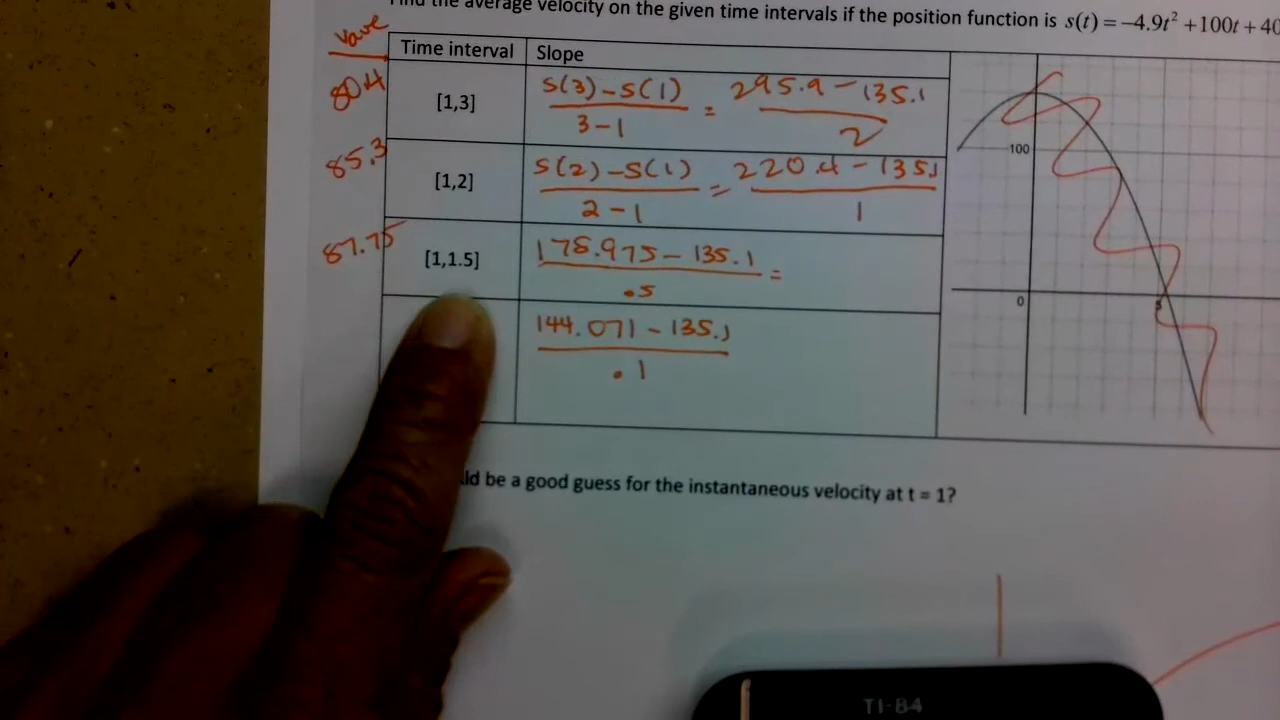 the average velocity on the given time intervals if the position function is s(t) = −4.9t² + 100t + 40
vave
Time interval Slope
80.4 [1,3] s(3) − s(1) / 3 − 1 = 295.9 − 135.1 / 2
85.3 [1,2] s(2) − s(1) / 2 − 1 = 220.4 − 135.1 / 1
87.75 [1,1.5] 178.975 − 135.1 / .5 =
144.071 − 135.1 / .1
100
0
be a good guess for the instantaneous velocity at t = 1?
TI-84